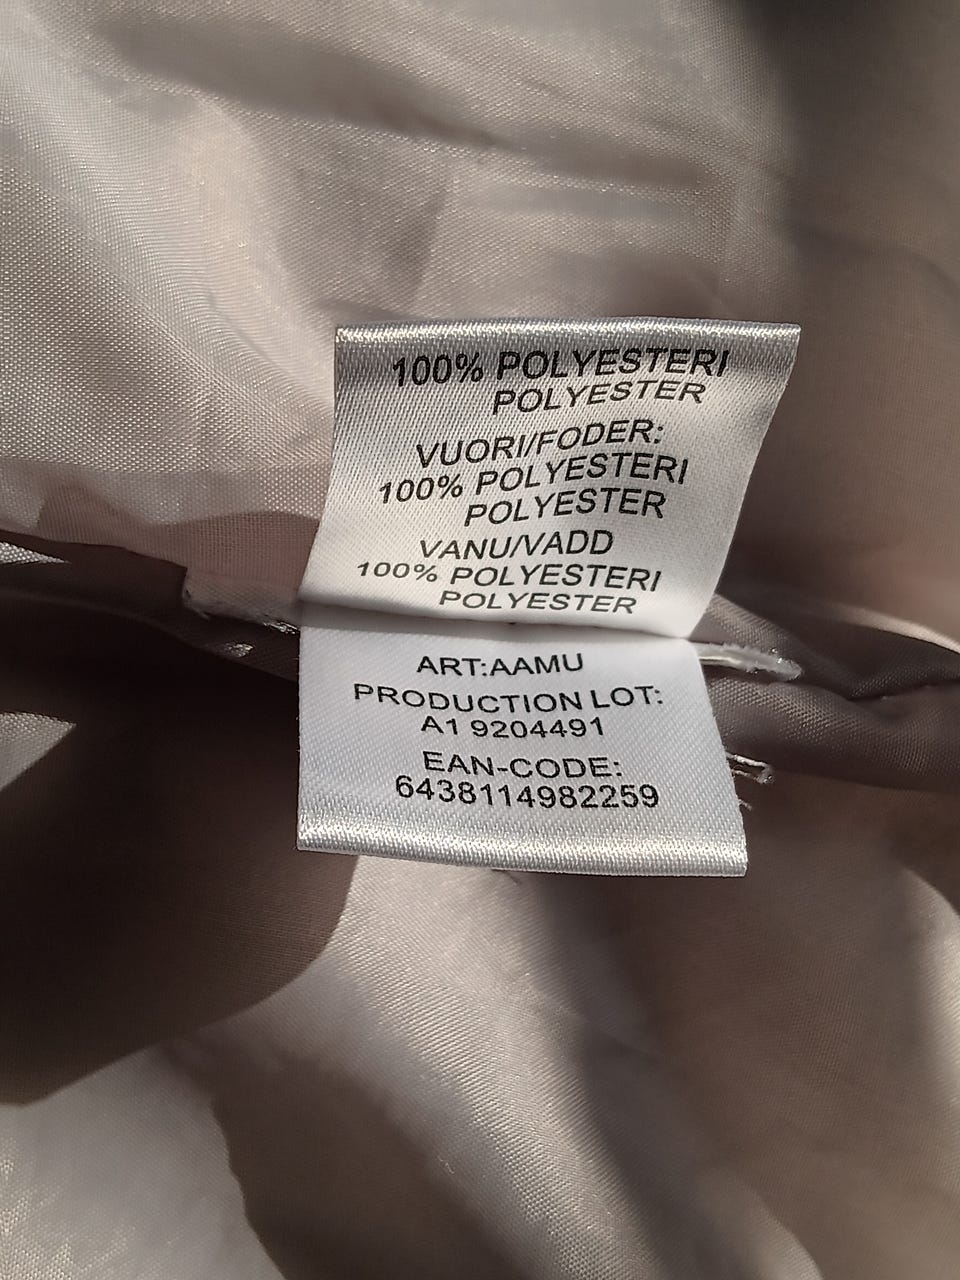 100% POLYESTERI
POLYESTER
VUORI/FODER:
100% POLYESTERI
POLYESTER
VANU/VADD
100% POLYESTERI
POLYESTER
ART:AAMU
PRODUCTION LOT:
A1 9204491
EAN-CODE:
6438114982259